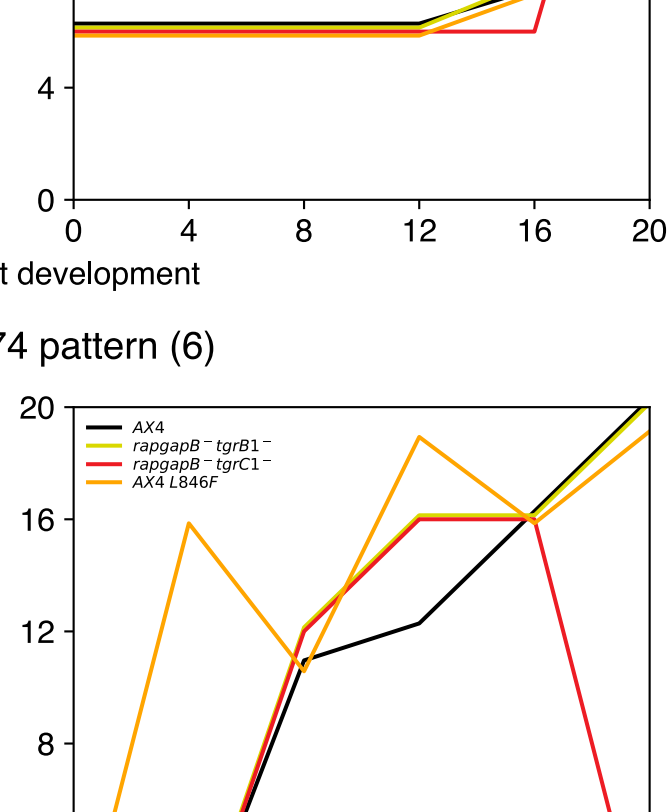 4
0
0 4 8 12 16 20
t development
74 pattern (6)
20
AX4
rapgapB⁻tgrB1⁻
rapgapB⁻tgrC1⁻
AX4 L846F
16
12
8